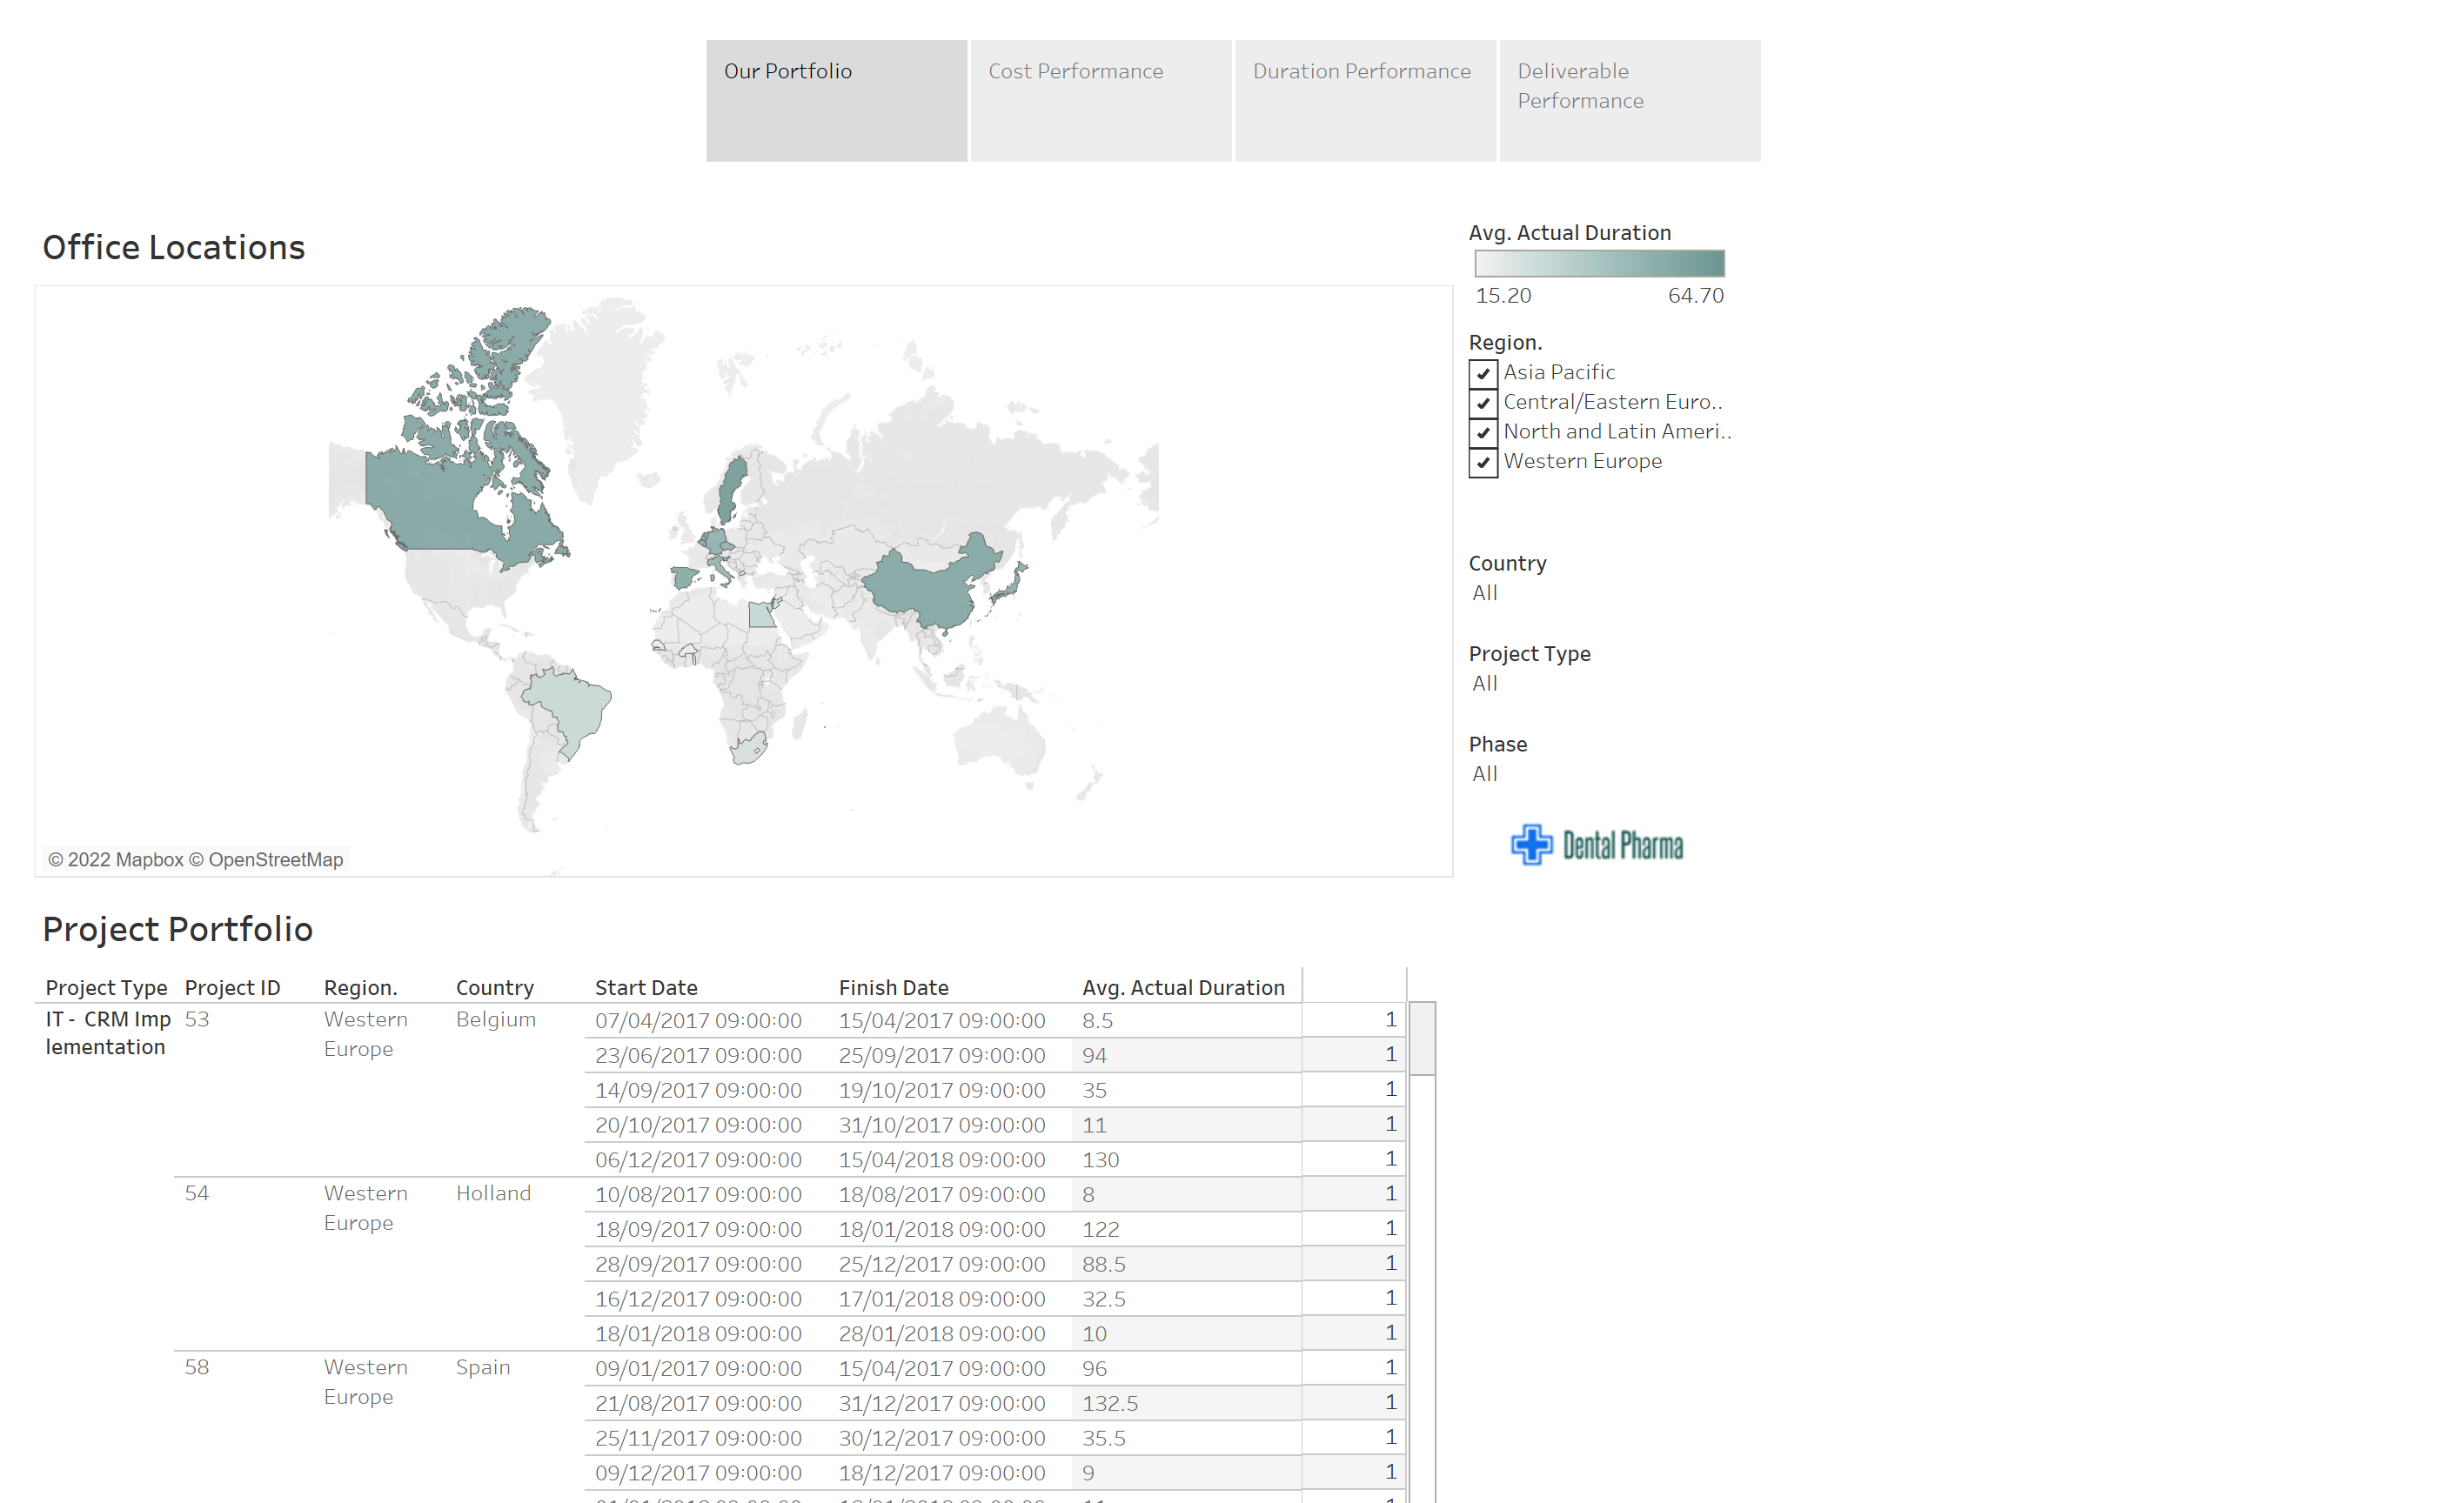 Our Portfolio
Cost Performance
Duration Performance
Deliverable
Performance
Office Locations
Avg. Actual Duration
15.20 64.70
Region.
Asia Pacific
Central/Eastern Euro..
North and Latin Ameri..
Western Europe
Country
All
Project Type
All
Phase
All
Dental Pharma
© 2022 Mapbox © OpenStreetMap
Project Portfolio
Project Type Project ID Region. Country Start Date Finish Date Avg. Actual Duration
IT - CRM Imp 53 Western Belgium 07/04/2017 09:00:00 15/04/2017 09:00:00 8.5 1
lementation Europe
23/06/2017 09:00:00 25/09/2017 09:00:00 94 1
14/09/2017 09:00:00 19/10/2017 09:00:00 35 1
20/10/2017 09:00:00 31/10/2017 09:00:00 11 1
06/12/2017 09:00:00 15/04/2018 09:00:00 130 1
54 Western Holland 10/08/2017 09:00:00 18/08/2017 09:00:00 8 1
Europe 18/09/2017 09:00:00 18/01/2018 09:00:00 122 1
28/09/2017 09:00:00 25/12/2017 09:00:00 88.5 1
16/12/2017 09:00:00 17/01/2018 09:00:00 32.5 1
18/01/2018 09:00:00 28/01/2018 09:00:00 10 1
58 Western Spain 09/01/2017 09:00:00 15/04/2017 09:00:00 96 1
Europe 21/08/2017 09:00:00 31/12/2017 09:00:00 132.5 1
25/11/2017 09:00:00 30/12/2017 09:00:00 35.5 1
09/12/2017 09:00:00 18/12/2017 09:00:00 9 1